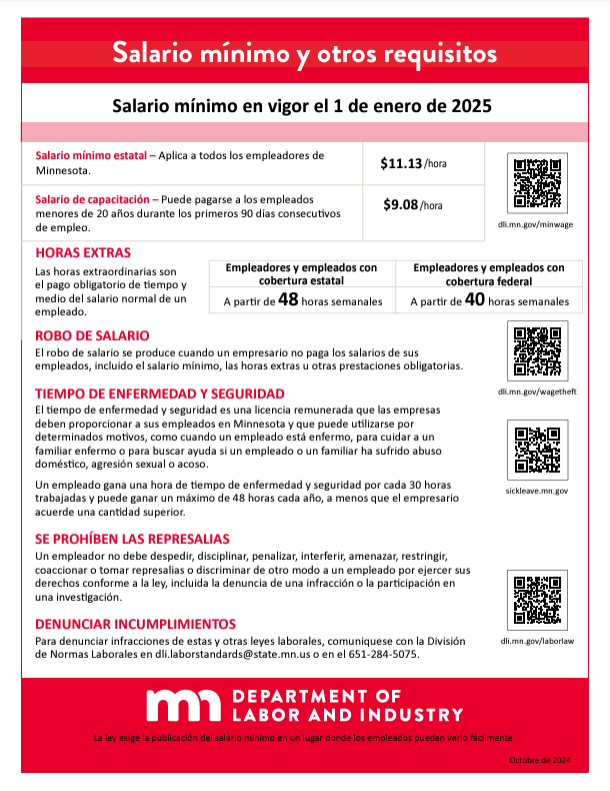 Salario mínimo y otros requisitos
Salario mínimo en vigor el 1 de enero de 2025
Salario mínimo estatal – Aplica a todos los empleadores de
Minnesota.
$11.13/hora
Salario de capacitación – Puede pagarse a los empleados
menores de 20 años durante los primeros 90 días consecutivos
de empleo.
$9.08/hora
dli.mn.gov/minwage
HORAS EXTRAS
Las horas extraordinarias son
el pago obligatorio de tiempo y
medio del salario normal de un
empleado.
Empleadores y empleados con
cobertura estatal
Empleadores y empleados con
cobertura federal
A partir de 48 horas semanales
A partir de 40 horas semanales
ROBO DE SALARIO
El robo de salario se produce cuando un empresario no paga los salarios de sus
empleados, incluido el salario mínimo, las horas extras u otras prestaciones obligatorias.
dli.mn.gov/wagetheft
TIEMPO DE ENFERMEDAD Y SEGURIDAD
El tiempo de enfermedad y seguridad es una licencia remunerada que las empresas
deben proporcionar a sus empleados en Minnesota y que puede utilizarse por
determinados motivos, como cuando un empleado está enfermo, para cuidar a un
familiar enfermo o para buscar ayuda si un empleado o un familiar ha sufrido abuso
doméstico, agresión sexual o acoso.
Un empleado gana una hora de tiempo de enfermedad y seguridad por cada 30 horas
trabajadas y puede ganar un máximo de 48 horas cada año, a menos que el empresario
acuerde una cantidad superior.
sickleave.mn.gov
SE PROHÍBEN LAS REPRESALIAS
Un empleador no debe despedir, disciplinar, penalizar, interferir, amenazar, restringir,
coaccionar o tomar represalias o discriminar de otro modo a un empleado por ejercer sus
derechos conforme a la ley, incluida la denuncia de una infracción o la participación en
una investigación.
DENUNCIAR INCUMPLIMIENTOS
Para denunciar infracciones de estas y otras leyes laborales, comuniquese con la División
de Normas Laborales en dli.laborstandards@state.mn.us o en el 651-284-5075.
dli.mn.gov/laborlaw
mn DEPARTMENT OF
LABOR AND INDUSTRY
La ley exige la publicación del salario mínimo en un lugar donde los empleados puedan verlo fácilmente
Octubre de 2024